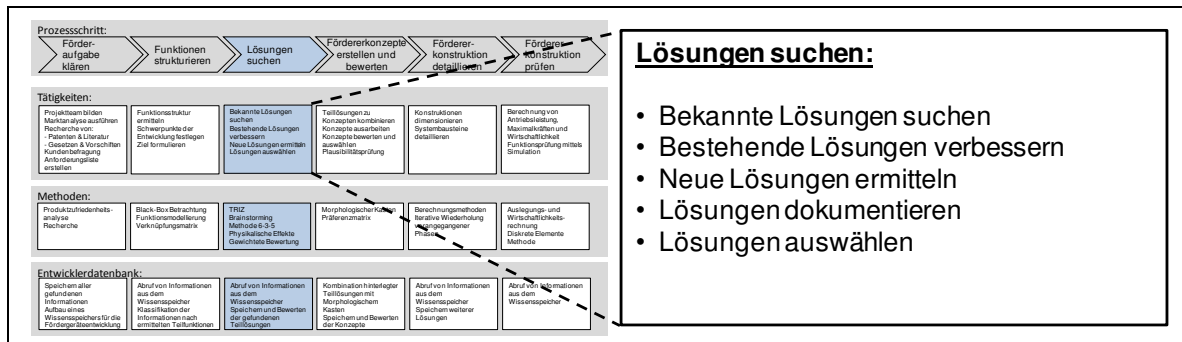 Prozessschritt:
Förder-
aufgabe
klären
Funktionen
strukturieren
Lösungen
suchen
Fördererkonzepte
erstellen und
bewerten
Förderer-
konstruktion
detaillieren
Förderer-
konstruktion
prüfen
Tätigkeiten:
Projektteam bilden
Marktanalyse ausführen
Recherche von:
- Patenten & Literatur
- Gesetzen & Vorschriften
Kundenbefragung
Anforderungsliste
erstellen
Funktionsstruktur
ermitteln
Schwerpunkte der
Entwicklung festlegen
Ziel formulieren
Bekannte Lösungen
suchen
Bestehende Lösungen
verbessern
Neue Lösungen ermitteln
Lösungen auswählen
Teillösungen zu
Konzepten kombinieren
Konzepte ausarbeiten
Konzepte bewerten und
auswählen
Plausibilitätsprüfung
Konstruktionen
dimensionieren
Systembausteine
detaillieren
Berechnung von
Antriebsleistung,
Maximalkräften und
Wirtschaftlichkeit
Funktionsprüfung mittels
Simulation
Methoden:
Produktzufriedenheits-
analyse
Recherche
Black-Box Betrachtung
Funktionsmodellierung
Verknüpfungsmatrix
TRIZ
Brainstorming
Methode 6-3-5
Physikalische Effekte
Gewichtete Bewertung
Morphologischer Kasten
Präferenzmatrix
Berechnungsmethoden
Iterative Wiederholung
vorangegangener
Phasen
Auslegungs- und
Wirtschaftlichkeits-
rechnung
Diskrete Elemente
Methode
Entwicklerdatenbank:
Speichern aller
gefundenen
Informationen
Aufbau eines
Wissensspeichers für die
Fördergeräteentwicklung
Abruf von Informationen
aus dem
Wissensspeicher
Klassifikation der
Informationen nach
ermittelten Teilfunktionen
Abruf von Informationen
aus dem
Wissensspeicher
Speichern und Bewerten
der gefundenen
Teillösungen
Kombination hinterlegter
Teillösungen mit
Morphologischem
Kasten
Speichern und Bewerten
der Konzepte
Abruf von Informationen
aus dem
Wissensspeicher
Speichern weiterer
Lösungen
Abruf von Informationen
aus dem
Wissensspeicher
Lösungen suchen:
• Bekannte Lösungen suchen
• Bestehende Lösungen verbessern
• Neue Lösungen ermitteln
• Lösungen dokumentieren
• Lösungen auswählen